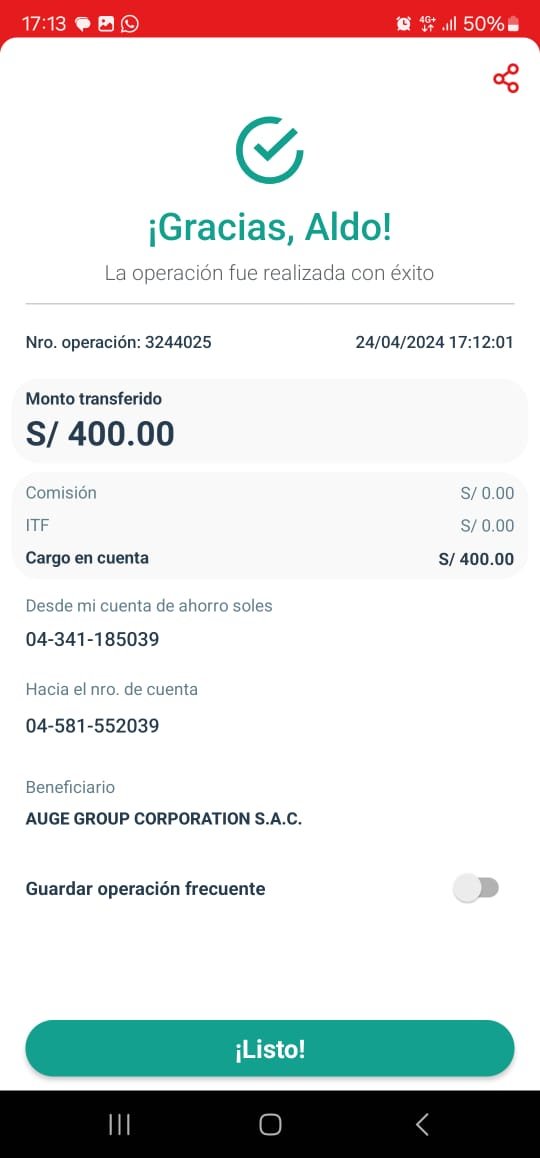 17:13 4G+ 50%
¡Gracias, Aldo!
La operación fue realizada con éxito
Nro. operación: 3244025 24/04/2024 17:12:01
Monto transferido
S/ 400.00
Comisión S/ 0.00
ITF S/ 0.00
Cargo en cuenta S/ 400.00
Desde mi cuenta de ahorro soles
04-341-185039
Hacia el nro. de cuenta
04-581-552039
Beneficiario
AUGE GROUP CORPORATION S.A.C.
Guardar operación frecuente
¡Listo!